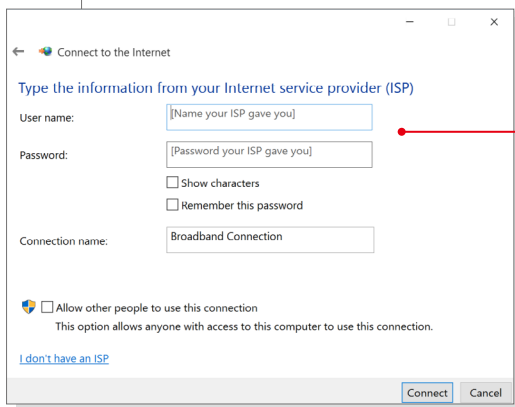 Connect to the Internet
Type the information from your Internet service provider (ISP)
User name:
[Name your ISP gave you]
Password:
[Password your ISP gave you]
Show characters
Remember this password
Connection name:
Broadband Connection
Allow other people to use this connection
This option allows anyone with access to this computer to use this connection.
I don't have an ISP
Connect Cancel